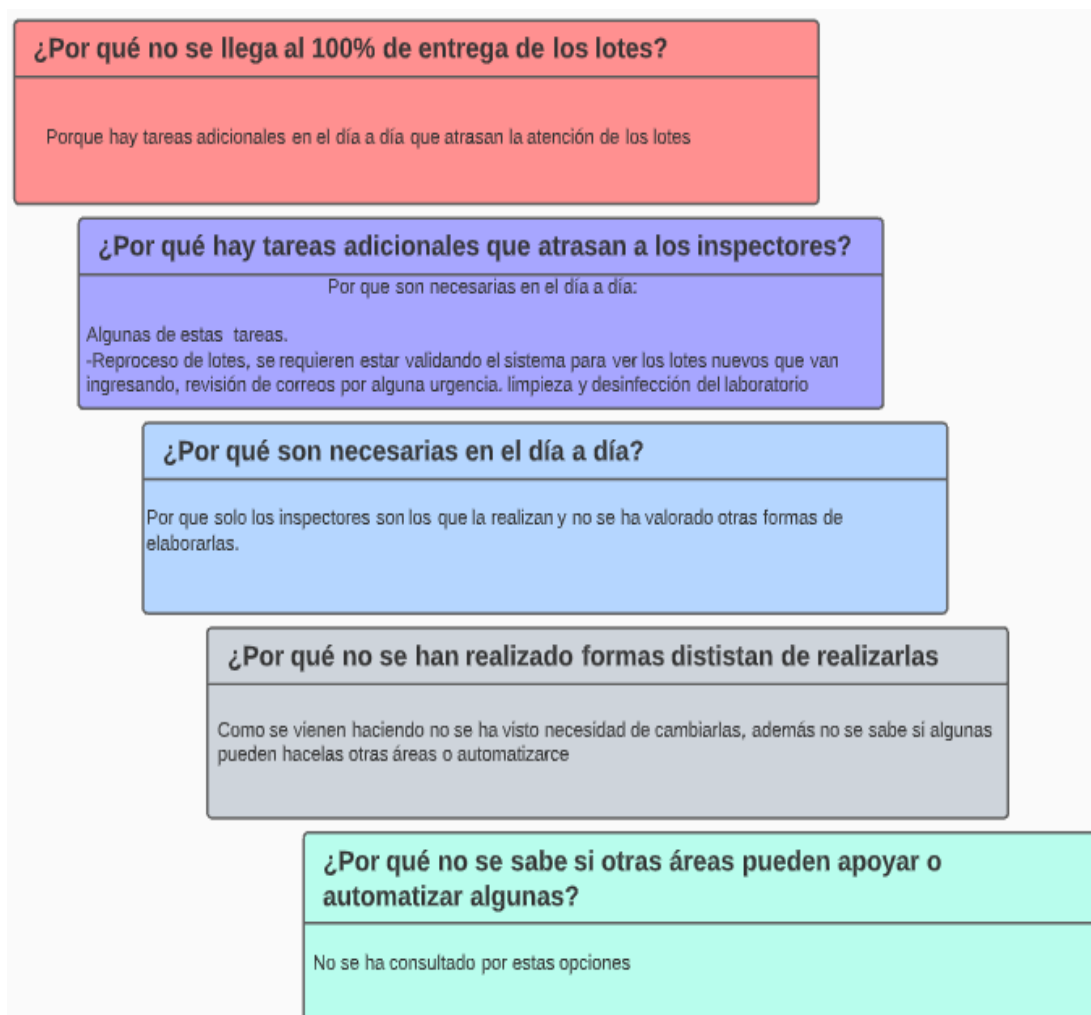 ¿Por qué no se llega al 100% de entrega de los lotes?
Porque hay tareas adicionales en el día a día que atrasan la atención de los lotes
¿Por qué hay tareas adicionales que atrasan a los inspectores?
Por que son necesarias en el día a día:
Algunas de estas tareas.
-Reproceso de lotes, se requieren estar validando el sistema para ver los lotes nuevos que van
ingresando, revisión de correos por alguna urgencia. limpieza y desinfección del laboratorio
¿Por qué son necesarias en el día a día?
Por que solo los inspectores son los que la realizan y no se ha valorado otras formas de
elaborarlas.
¿Por qué no se han realizado formas dististan de realizarlas
Como se vienen haciendo no se ha visto necesidad de cambiarlas, además no se sabe si algunas
pueden hacelas otras áreas o automatizarce
¿Por qué no se sabe si otras áreas pueden apoyar o
automatizar algunas?
No se ha consultado por estas opciones